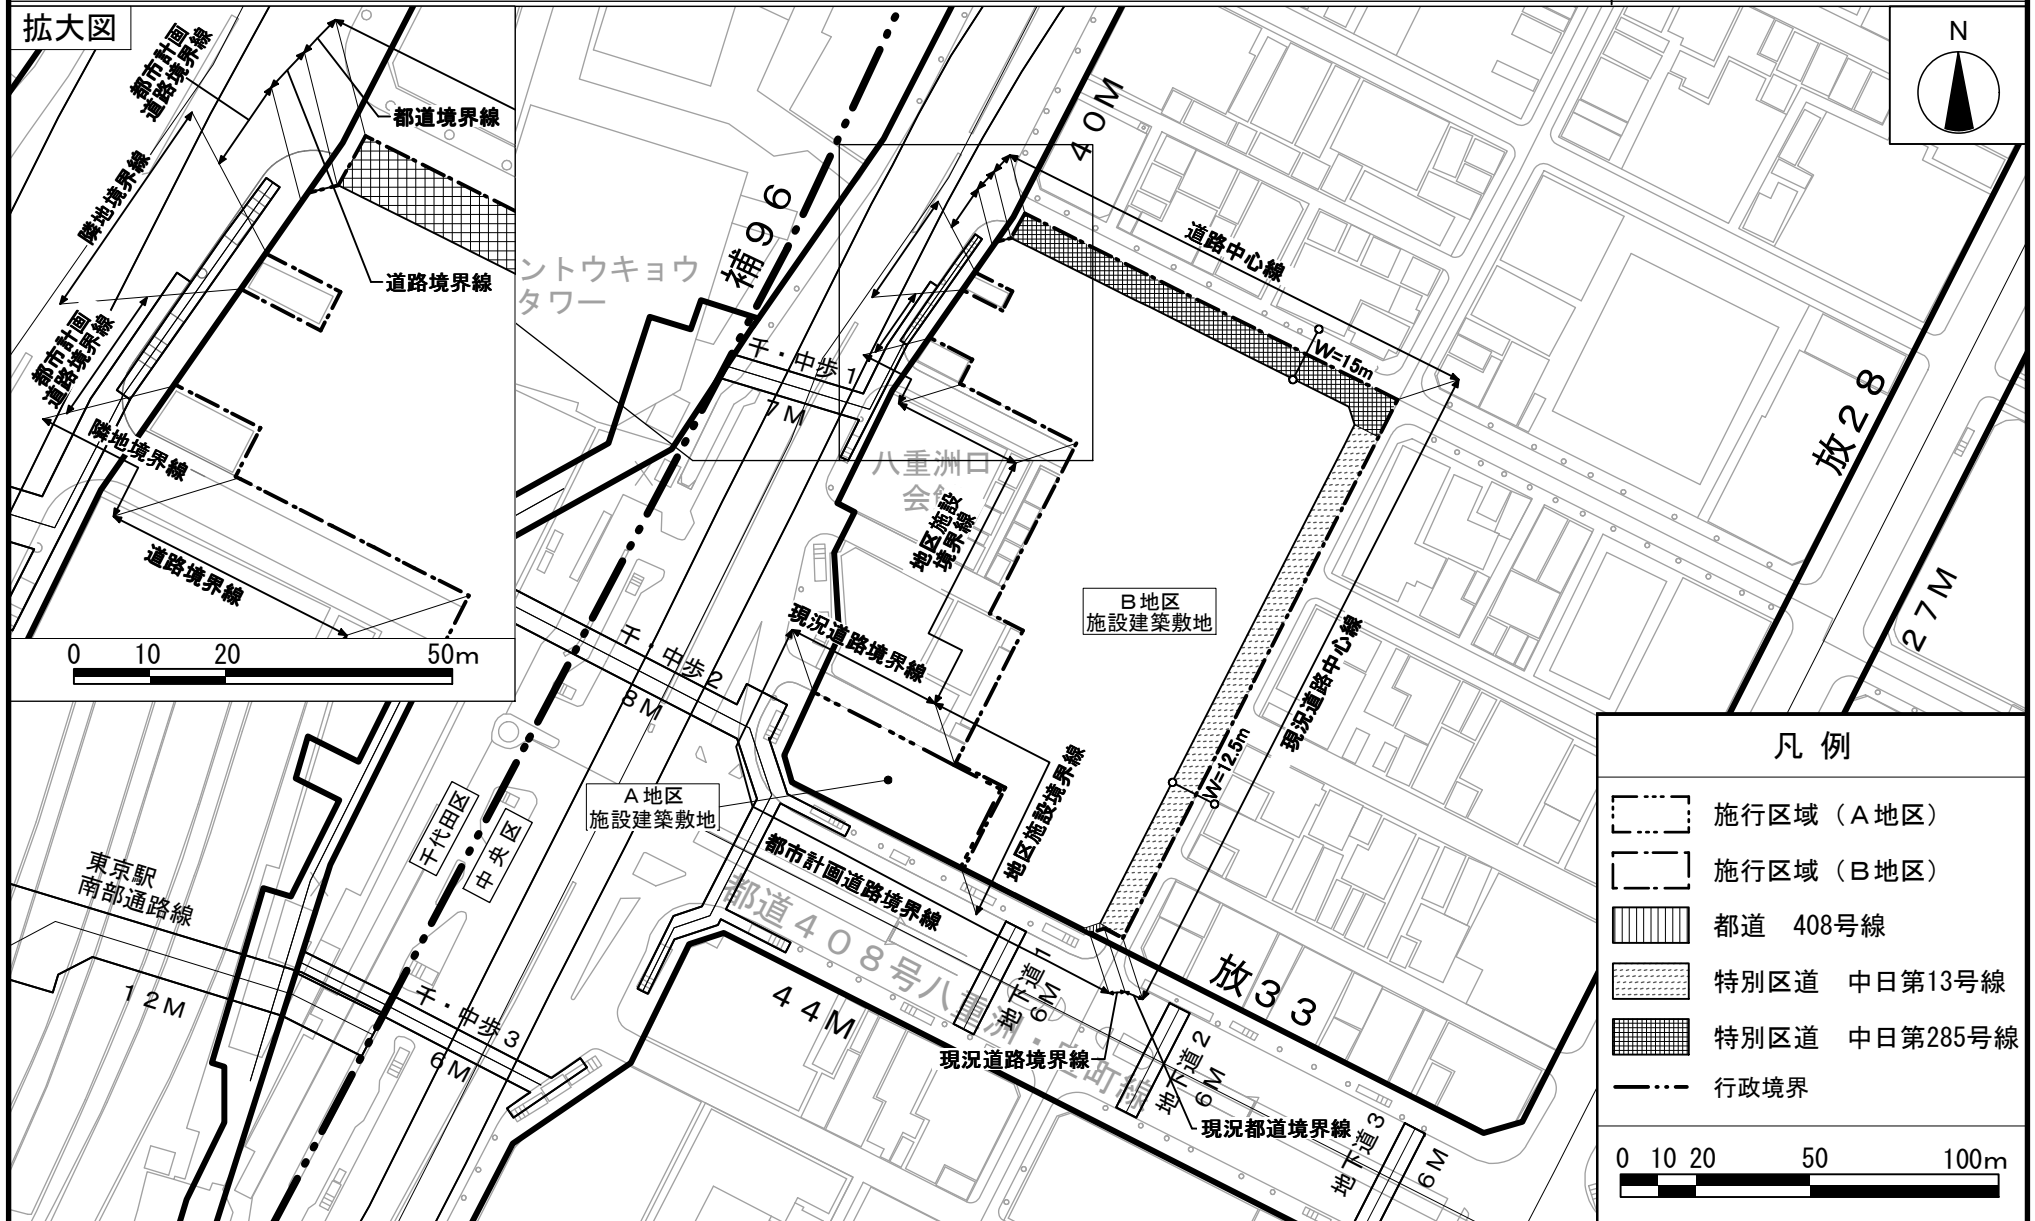 拡大図
都市計画
道路境界線
都道境界線
隣地境界線
道路境界線
都市計画
道路境界線
隣地境界線
道路境界線
0 10 20 50m
N
40M
補96
ントウキョウ
タワー
道路中心線
W=15m
千・中歩1
7M
八重洲口
地区施設
境界線
放28
27M
B地区
施設建築敷地
現況道路境界線
千・中歩2
8M
現況道路中心線
W=12.5m
A地区
施設建築敷地
地区施設境界線
千代田区
中央区
都市計画道路境界線
都道408号八重洲・
町線
東京駅
南部通路線
12M
千・中歩3
6M
44M
地下道1
6M
放33
現況道路境界線
地下道2
6M
現況都道境界線
地下道3
6M
凡 例
施行区域（A地区）
施行区域（B地区）
都道 408号線
特別区道 中日第13号線
特別区道 中日第285号線
行政境界
0 10 20 50 100m